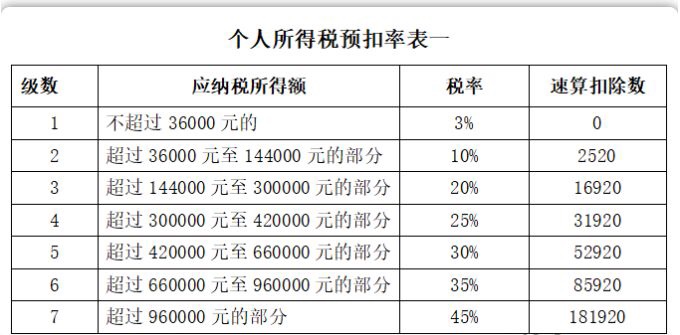 个人所得税预扣率表一
级数 应纳税所得额 税率 速算扣除数
1 不超过 36000 元的 3% 0
2 超过 36000 元至 144000 元的部分 10% 2520
3 超过 144000 元至 300000 元的部分 20% 16920
4 超过 300000 元至 420000 元的部分 25% 31920
5 超过 420000 元至 660000 元的部分 30% 52920
6 超过 660000 元至 960000 元的部分 35% 85920
7 超过 960000 元的部分 45% 181920